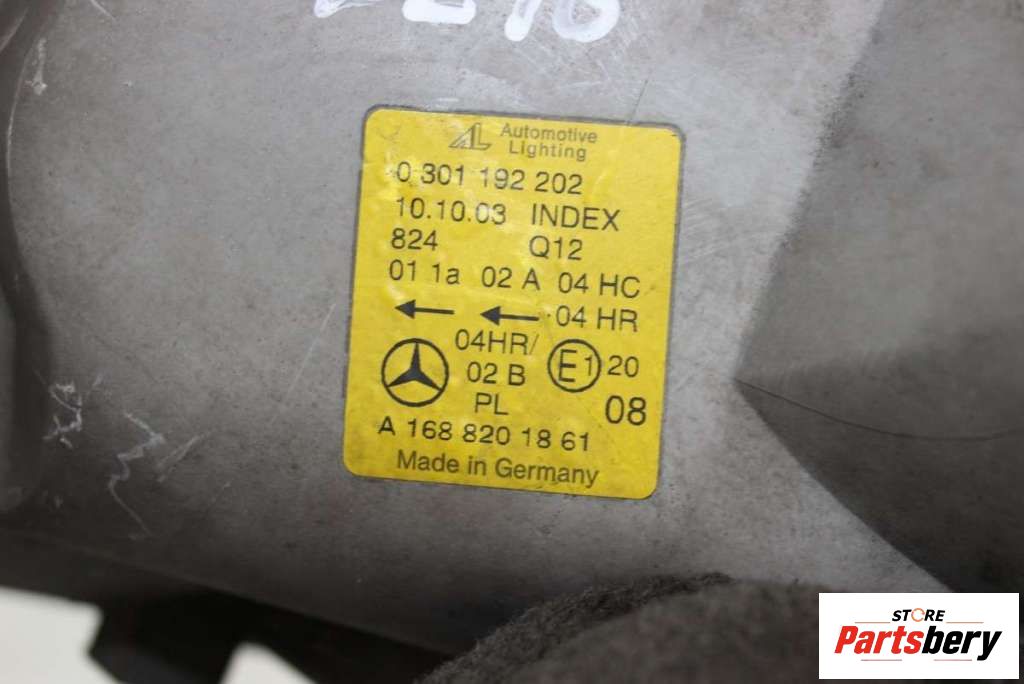 Automotive
Lighting
0 301 192 202
10.10.03 INDEX
824 Q12
01 1a 02 A 04 HC
04 HR
04HR/
02 B
E1 20
PL
08
A 168 820 18 61
Made in Germany
STORE
Partsbery